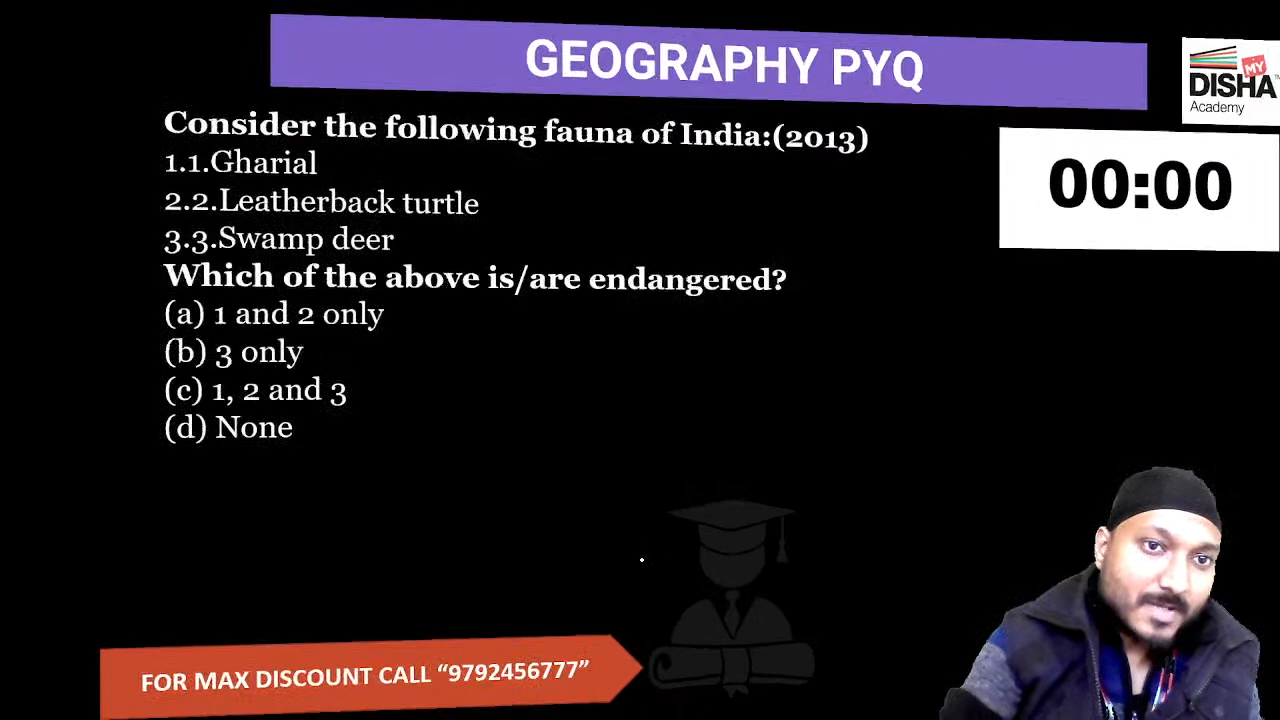 GEOGRAPHY PYQ
MY
DISHA
Academy
Consider the following fauna of India:(2013)
1.1.Gharial
2.2.Leatherback turtle
3.3.Swamp deer
Which of the above is/are endangered?
(a) 1 and 2 only
(b) 3 only
(c) 1, 2 and 3
(d) None
00:00
FOR MAX DISCOUNT CALL “9792456777”